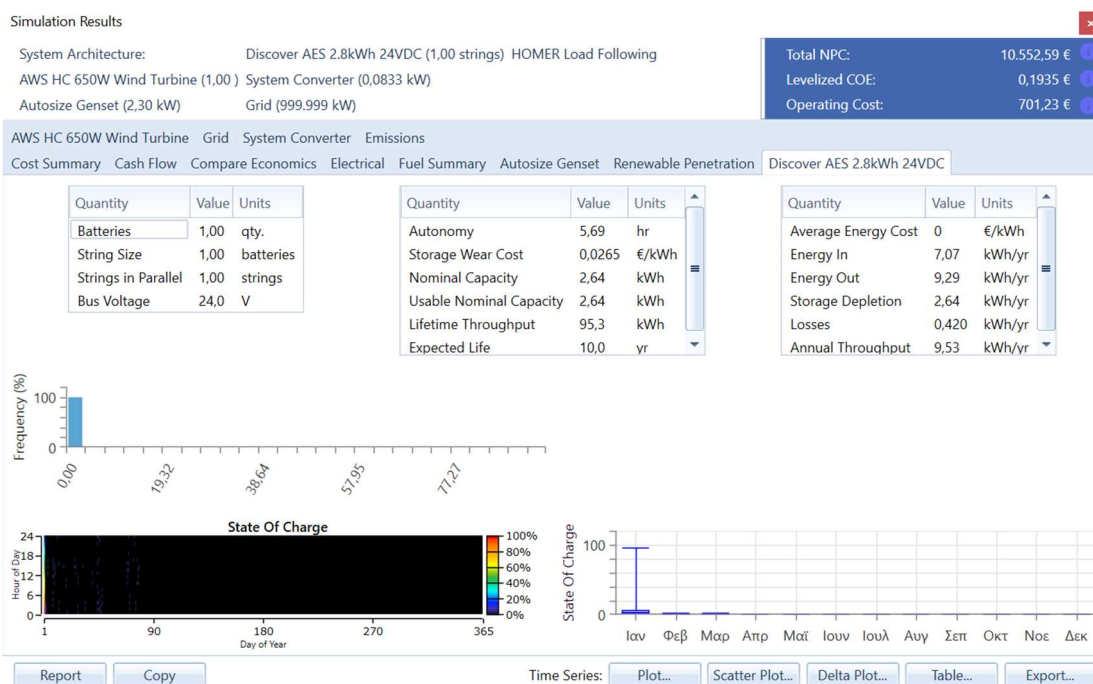 Simulation Results
System Architecture: Discover AES 2.8kWh 24VDC (1,00 strings) HOMER Load Following
AWS HC 650W Wind Turbine (1,00 ) System Converter (0,0833 kW)
Autosize Genset (2,30 kW) Grid (999.999 kW)
Total NPC: 10.552,59 €
Levelized COE: 0,1935 €
Operating Cost: 701,23 €
AWS HC 650W Wind Turbine Grid System Converter Emissions
Cost Summary Cash Flow Compare Economics Electrical Fuel Summary Autosize Genset Renewable Penetration Discover AES 2.8kWh 24VDC
Quantity Value Units
Batteries 1,00 qty.
String Size 1,00 batteries
Strings in Parallel 1,00 strings
Bus Voltage 24,0 V
Quantity Value Units
Autonomy 5,69 hr
Storage Wear Cost 0,0265 €/kWh
Nominal Capacity 2,64 kWh
Usable Nominal Capacity 2,64 kWh
Lifetime Throughput 95,3 kWh
Expected Life 10,0 yr
Quantity Value Units
Average Energy Cost 0 €/kWh
Energy In 7,07 kWh/yr
Energy Out 9,29 kWh/yr
Storage Depletion 2,64 kWh/yr
Losses 0,420 kWh/yr
Annual Throughput 9,53 kWh/yr
Frequency (%)
100
0
0,00 19,32 38,64 57,95 77,27
State Of Charge
Hour of Day
24
18
12
6
0
1 90 180 270 365
Day of Year
100%
80%
60%
40%
20%
0%
State Of Charge
100
0
Ιαν Φεβ Μαρ Απρ Μαϊ Ιουν Ιουλ Αυγ Σεπ Οκτ Νοε Δεκ
Report Copy Time Series: Plot... Scatter Plot... Delta Plot... Table... Export...